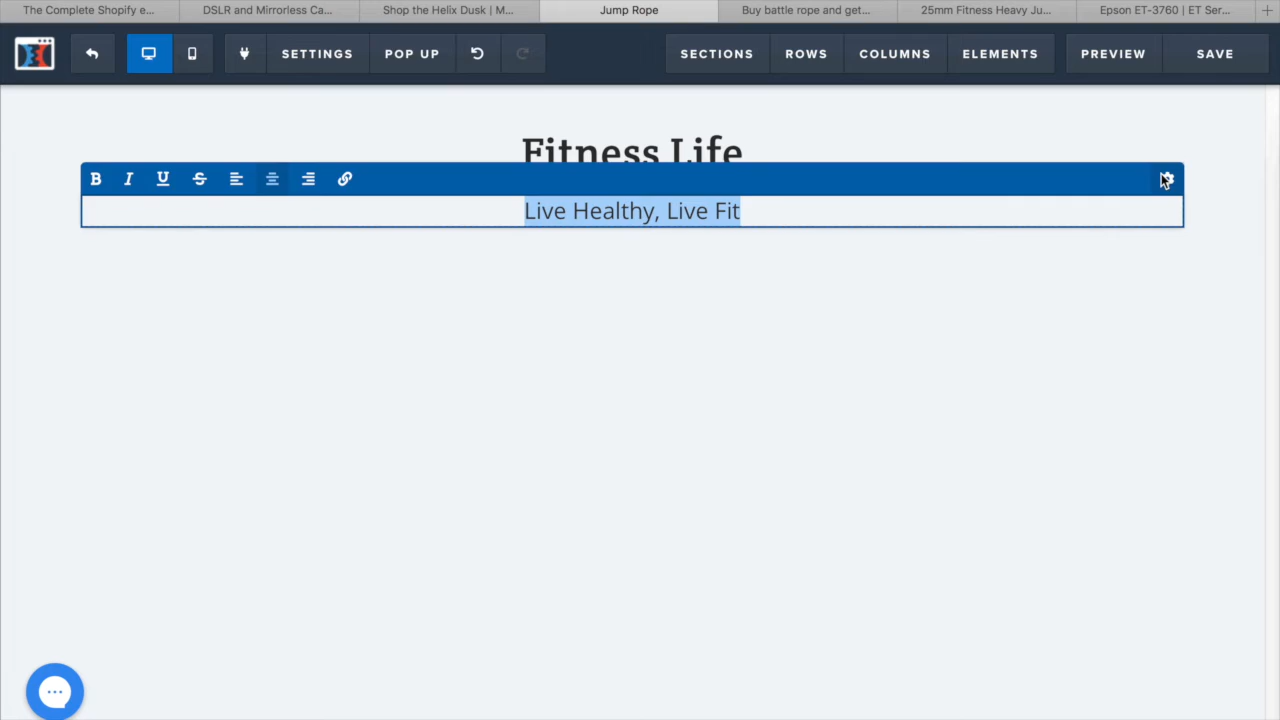 The Complete Shopify e...
DSLR and Mirrorless Ca...
Shop the Helix Dusk | M...
Jump Rope
Buy battle rope and get...
25mm Fitness Heavy Ju...
Epson ET-3760 | ET Ser...
SETTINGS
POP UP
SECTIONS
ROWS
COLUMNS
ELEMENTS
PREVIEW
SAVE
Fitness Life
B I U S
Live Healthy, Live Fit